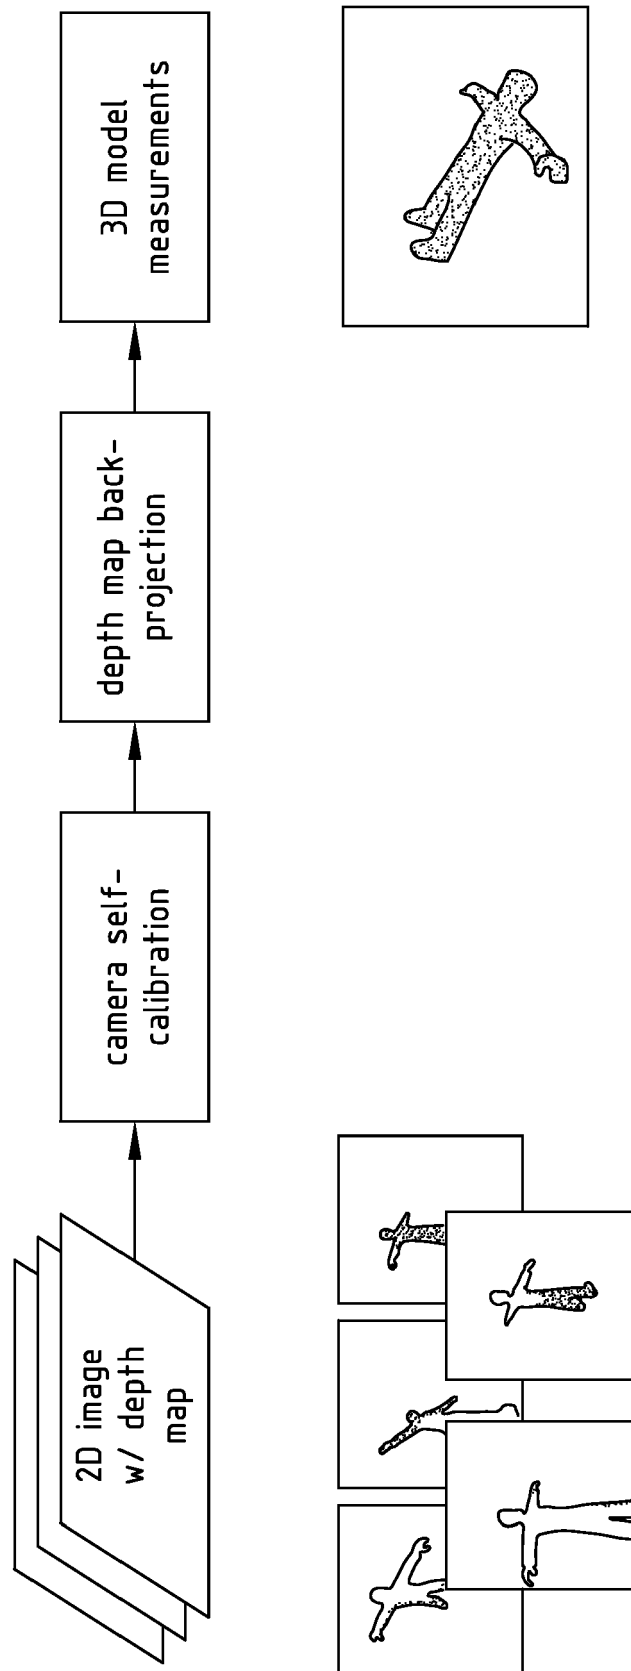 2D image
w/ depth
map
camera self-
calibration
depth map back-
projection
3D model
measurements